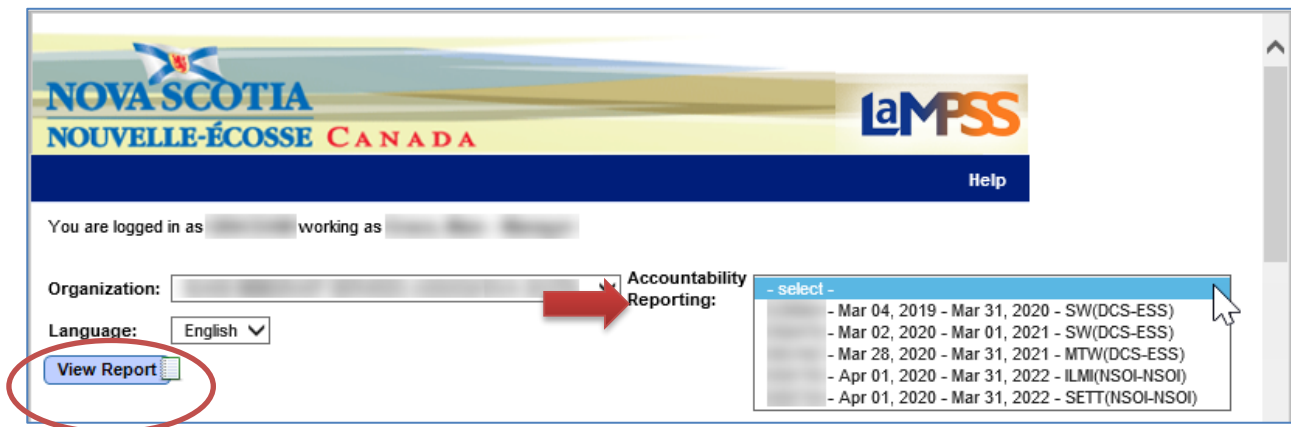 NOVA SCOTIA
NOUVELLE-ÉCOSSE CANADA
LaMPSS
Help
You are logged in as working as
Organization:
Accountability Reporting:
- select -
- Mar 04, 2019 - Mar 31, 2020 - SW(DCS-ESS)
- Mar 02, 2020 - Mar 01, 2021 - SW(DCS-ESS)
- Mar 28, 2020 - Mar 31, 2021 - MTW(DCS-ESS)
- Apr 01, 2020 - Mar 31, 2022 - ILMI(NSOI-NSOI)
- Apr 01, 2020 - Mar 31, 2022 - SETT(NSOI-NSOI)
Language: English
View Report